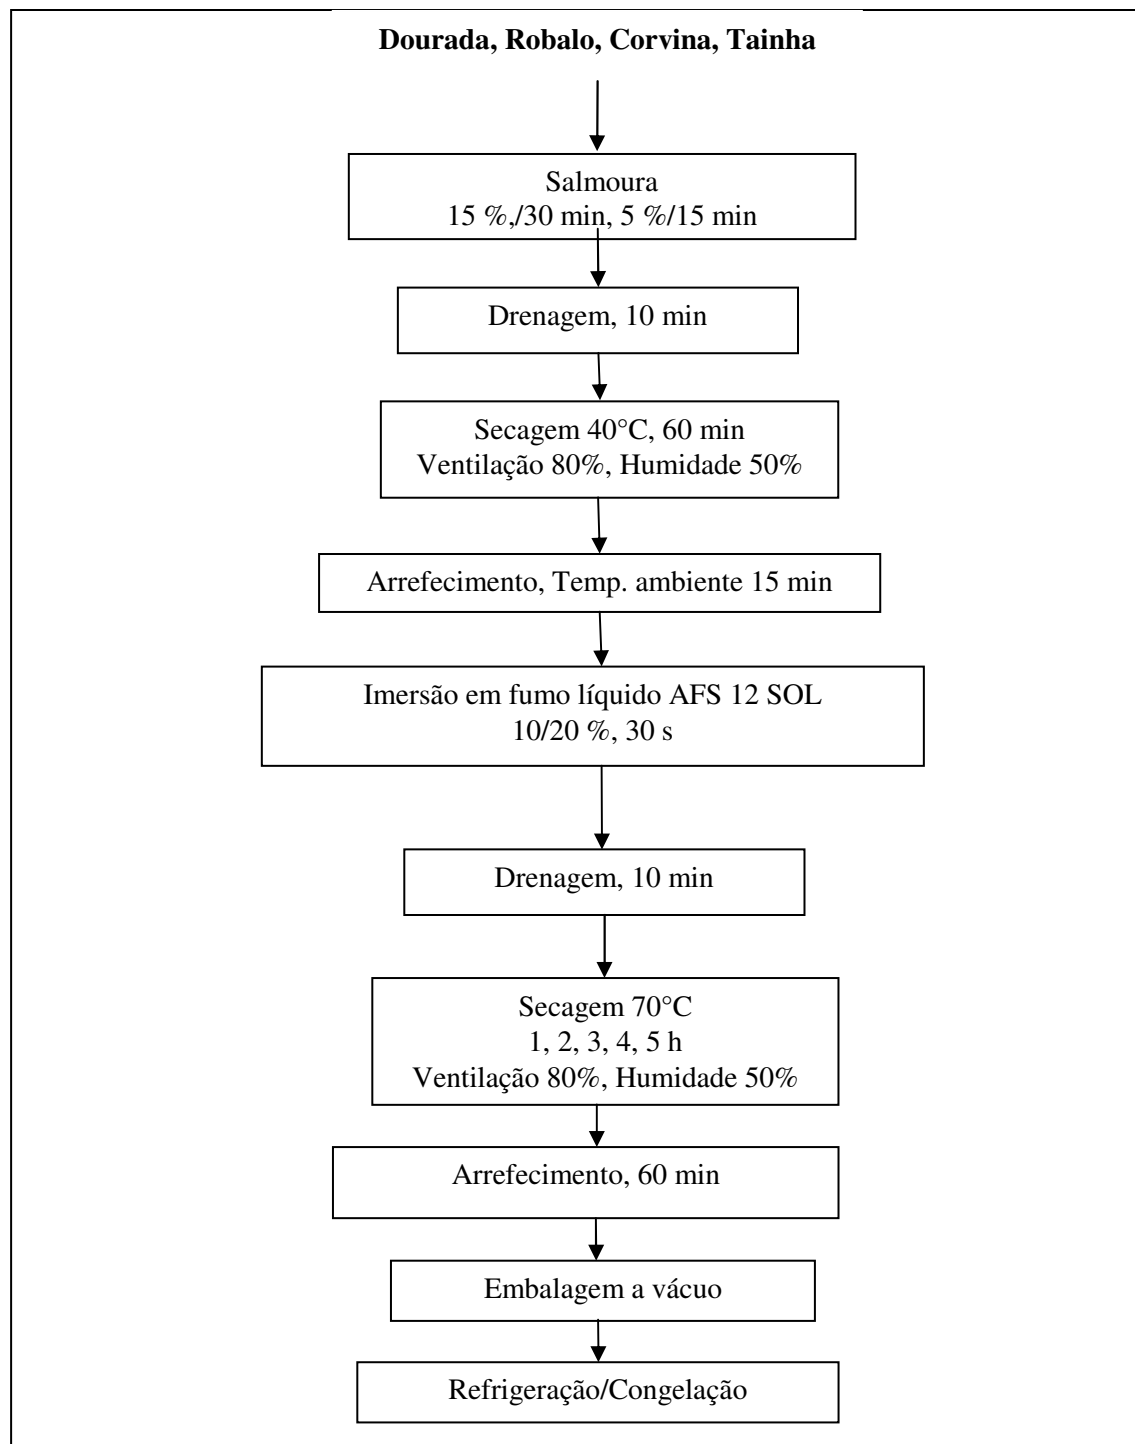 Dourada, Robalo, Corvina, Tainha
Salmoura
15 %,/30 min, 5 %/15 min
Drenagem, 10 min
Secagem 40°C, 60 min
Ventilação 80%, Humidade 50%
Arrefecimento, Temp. ambiente 15 min
Imersão em fumo líquido AFS 12 SOL
10/20 %, 30 s
Drenagem, 10 min
Secagem 70°C
1, 2, 3, 4, 5 h
Ventilação 80%, Humidade 50%
Arrefecimento, 60 min
Embalagem a vácuo
Refrigeração/Congelação